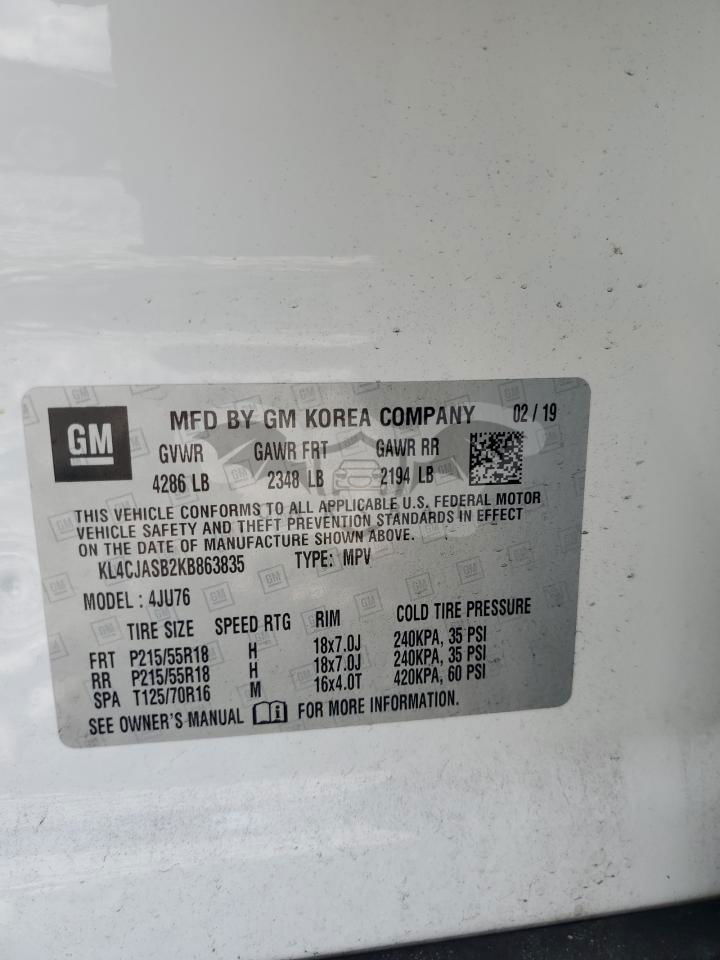 GM
MFD BY GM KOREA COMPANY 02 / 19
GVWR GAWR FRT GAWR RR
4286 LB 2348 LB 2194 LB
THIS VEHICLE CONFORMS TO ALL APPLICABLE U.S. FEDERAL MOTOR
VEHICLE SAFETY AND THEFT PREVENTION STANDARDS IN EFFECT
ON THE DATE OF MANUFACTURE SHOWN ABOVE.
KL4CJASB2KB863835 TYPE: MPV
MODEL: 4JU76
TIRE SIZE SPEED RTG RIM COLD TIRE PRESSURE
FRT P215/55R18 H 18x7.0J 240KPA, 35 PSI
RR P215/55R18 H 18x7.0J 240KPA, 35 PSI
SPA T125/70R16 M 16x4.0T 420KPA, 60 PSI
SEE OWNER'S MANUAL FOR MORE INFORMATION.